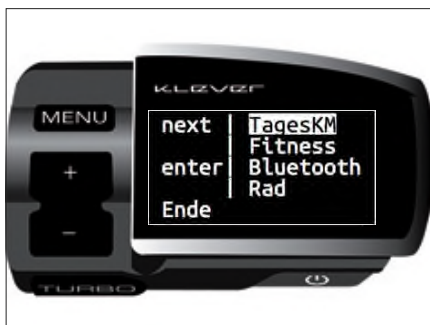 KLEVER
MENU
next TagesKM
Fitness
enter Bluetooth
Rad
Ende
+
-
TURBO